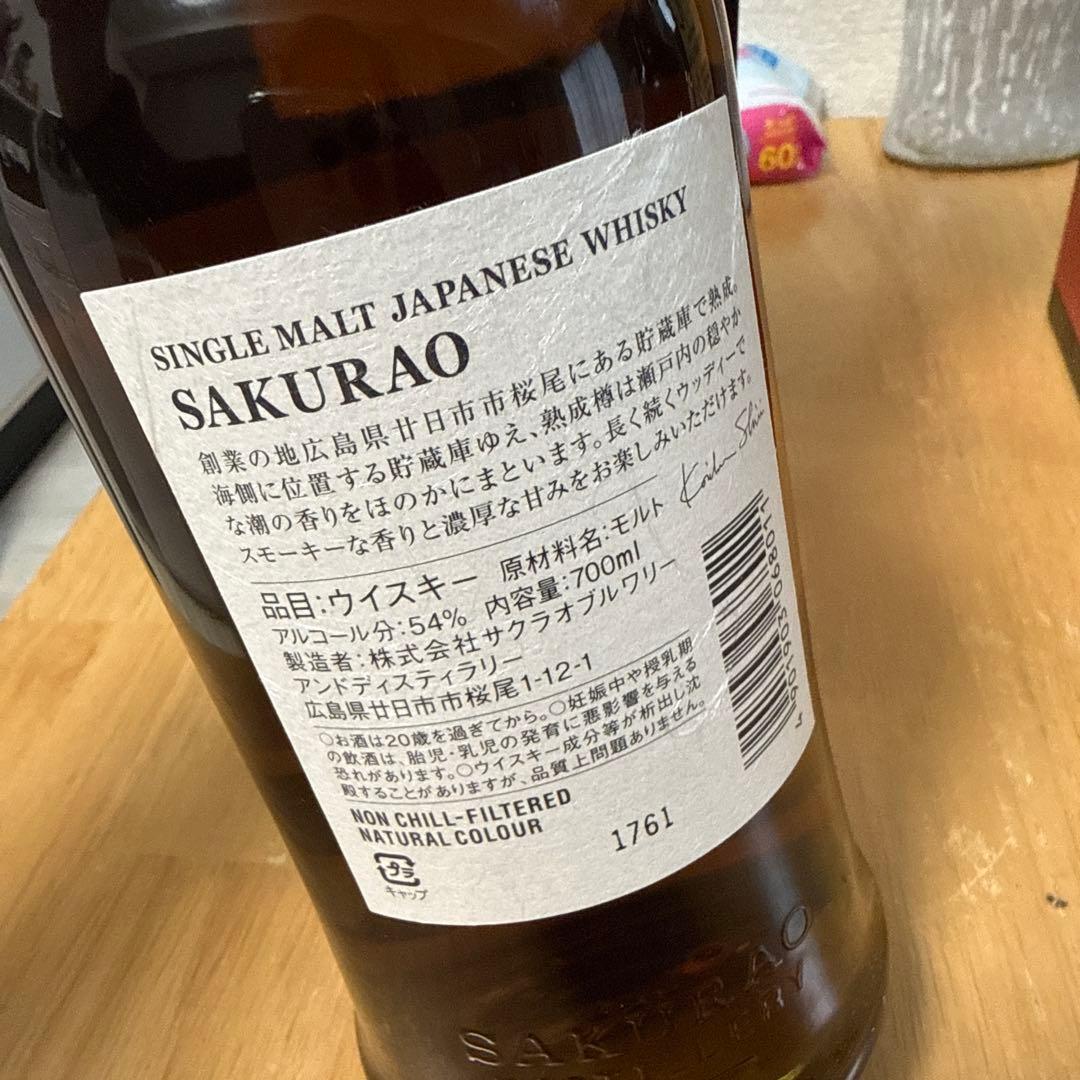 SINGLE MALT JAPANESE WHISKY
SAKURAO
創業の地広島県廿日市市桜尾にある貯蔵庫で熟成。
海側に位置する貯蔵庫ゆえ、熟成樽は瀬戸内の穏やか
な潮の香りをほのかにまといます。長く続くウッディーで
スモーキーな香りと濃厚な甘みをお楽しみいただけます。
品目:ウイスキー 原材料名:モルト
アルコール分:54% 内容量:700ml
製造者:株式会社サクラオブルワリー
アンドディスティラリー
広島県廿日市市桜尾1-12-1
○お酒は20歳を過ぎてから。○妊娠中や授乳期
の飲酒は、胎児・乳児の発育に悪影響を与える
恐れがあります。○ウイスキー成分等が析出し沈
殿することがありますが、品質上問題ありません。
NON CHILL-FILTERED
NATURAL COLOUR
1761
プラ
キャップ
SAKURAO
60